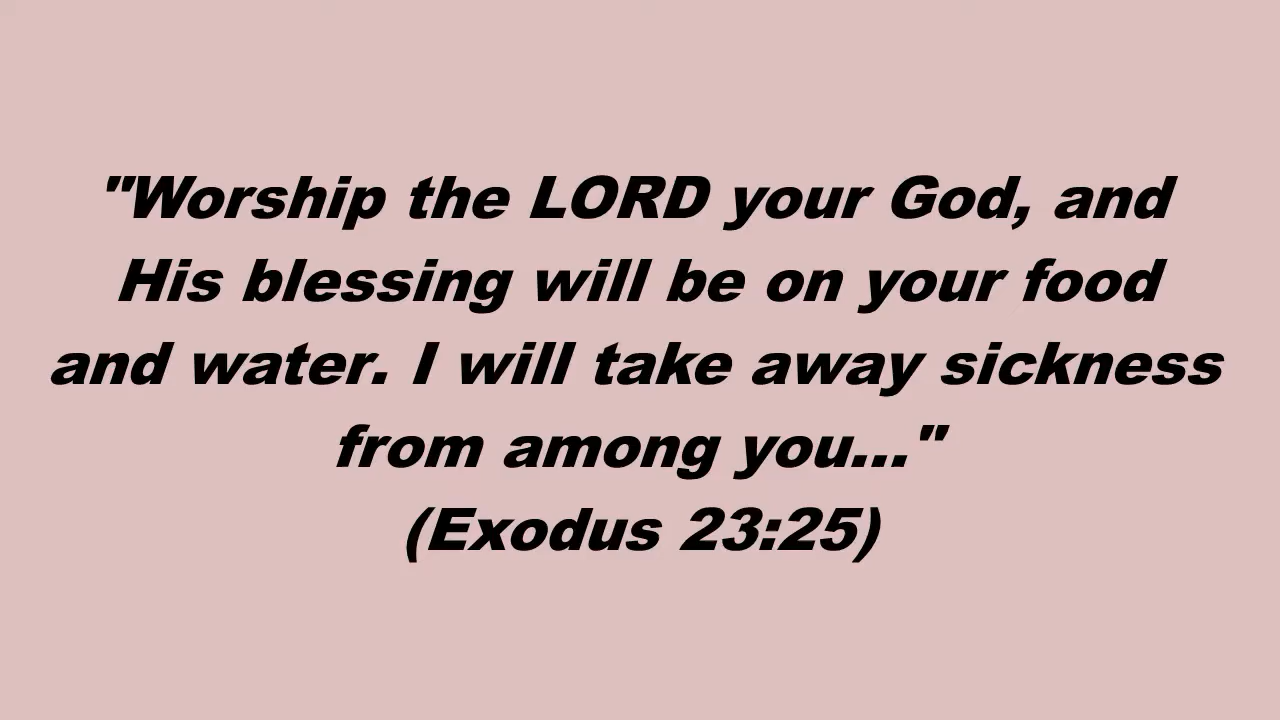 "Worship the LORD your God, and
His blessing will be on your food
and water. I will take away sickness
from among you..."
(Exodus 23:25)